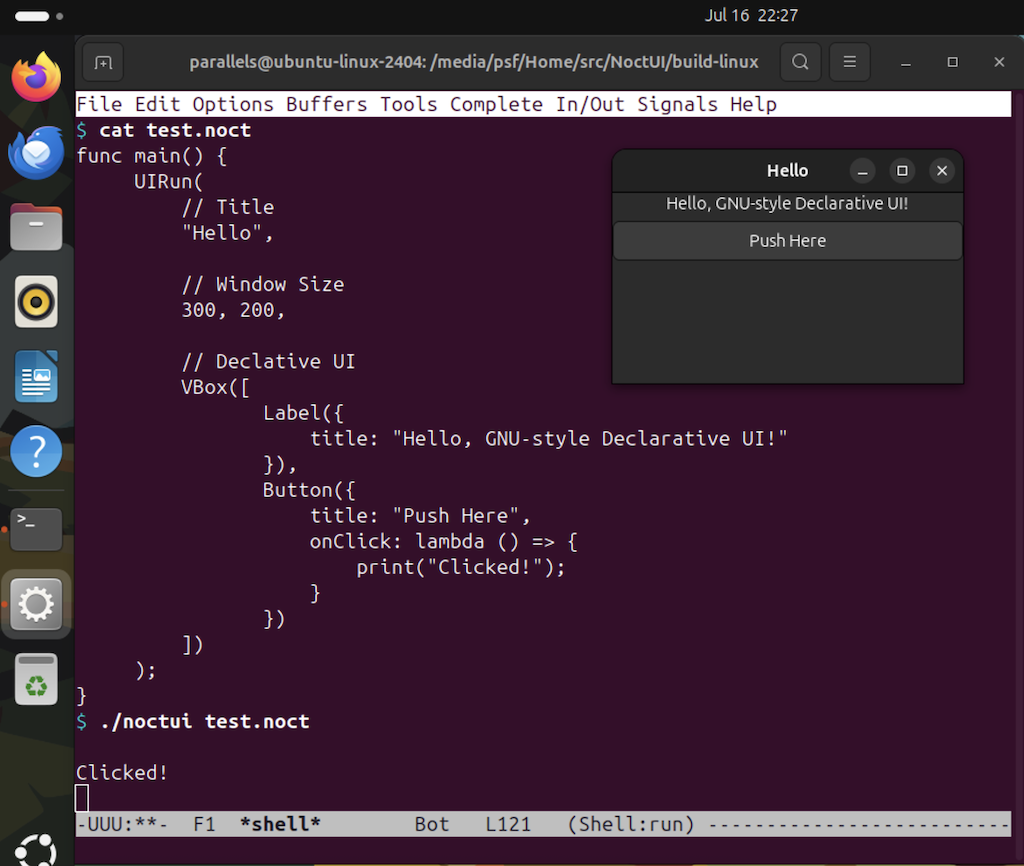 Jul 16 22:27
parallels@ubuntu-linux-2404: /media/psf/Home/src/NoctUI/build-linux
File Edit Options Buffers Tools Complete In/Out Signals Help
$ cat test.noct
func main() {
UIRun(
// Title
"Hello",
// Window Size
300, 200,
// Declative UI
VBox([
Label({
title: "Hello, GNU-style Declarative UI!"
}),
Button({
title: "Push Here",
onClick: lambda () => {
print("Clicked!");
}
})
])
);
}
$ ./noctui test.noct
Clicked!
-UUU:**- F1 *shell* Bot L121 (Shell:run) --------------------------
Hello
Hello, GNU-style Declarative UI!
Push Here